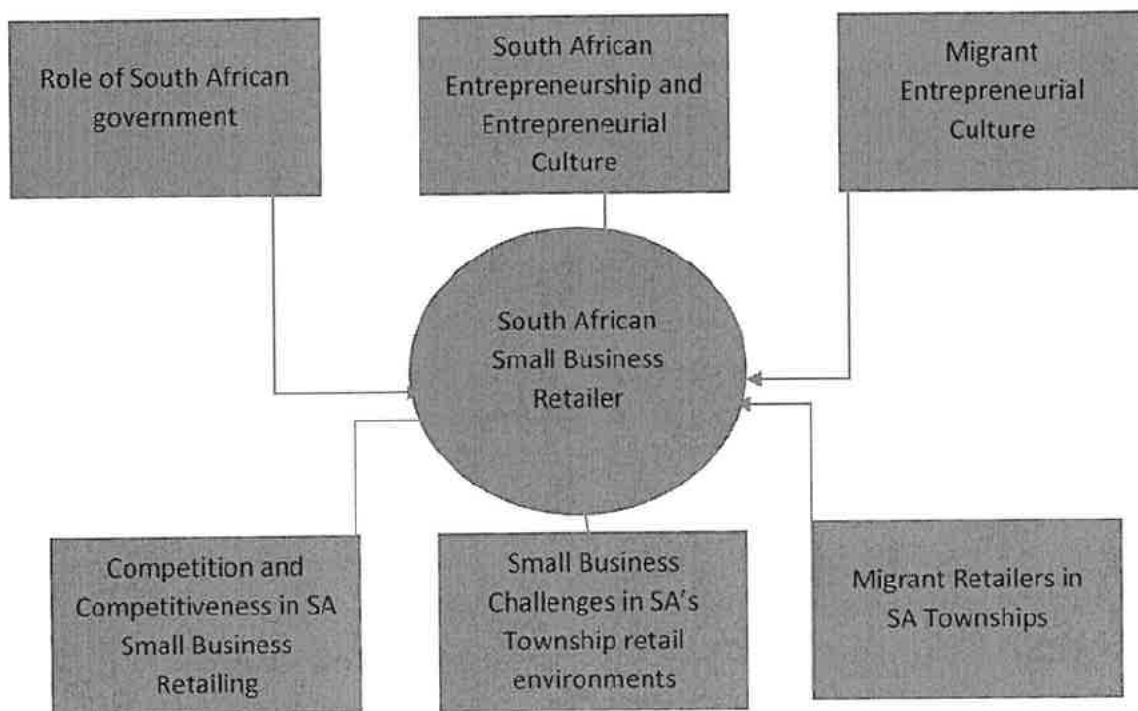 Role of South African
government
South African
Entrepreneurship and
Entrepreneurial
Culture
Migrant
Entrepreneurial
Culture
South African
Small Business
Retailer
Competition and
Competitiveness in SA
Small Business
Retailing
Small Business
Challenges in SA's
Township retail
environments
Migrant Retailers in
SA Townships